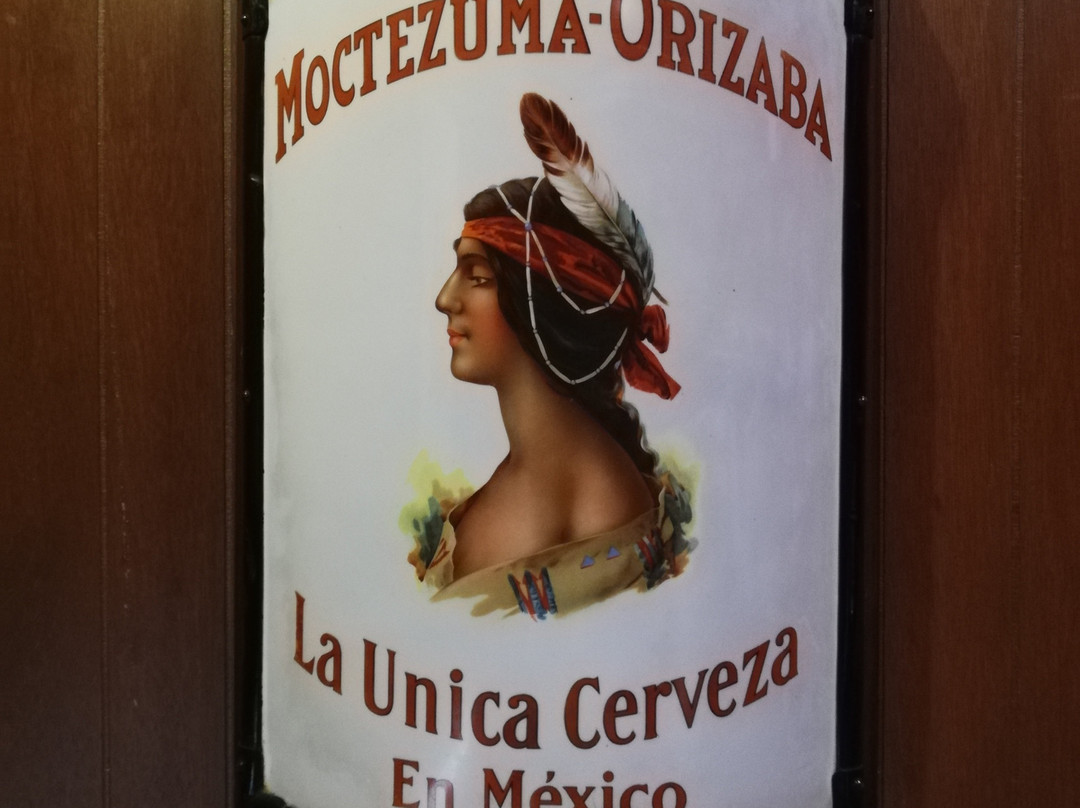 Moctezuma-Orizaba
La Unica Cerveza
En México